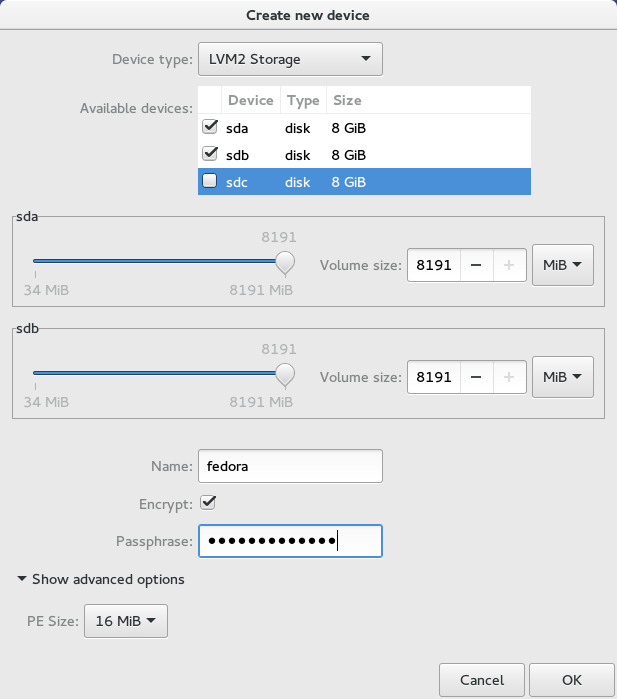 Create new device
Device type: LVM2 Storage
Available devices:
Device Type Size
sda disk 8 GiB
sdb disk 8 GiB
sdc disk 8 GiB
sda
8191
Volume size: 8191 − + MiB
34 MiB 8191 MiB
sdb
8191
Volume size: 8191 − + MiB
34 MiB 8191 MiB
Name: fedora
Encrypt:
Passphrase: •••••••••••••
Show advanced options
PE Size: 16 MiB
Cancel OK